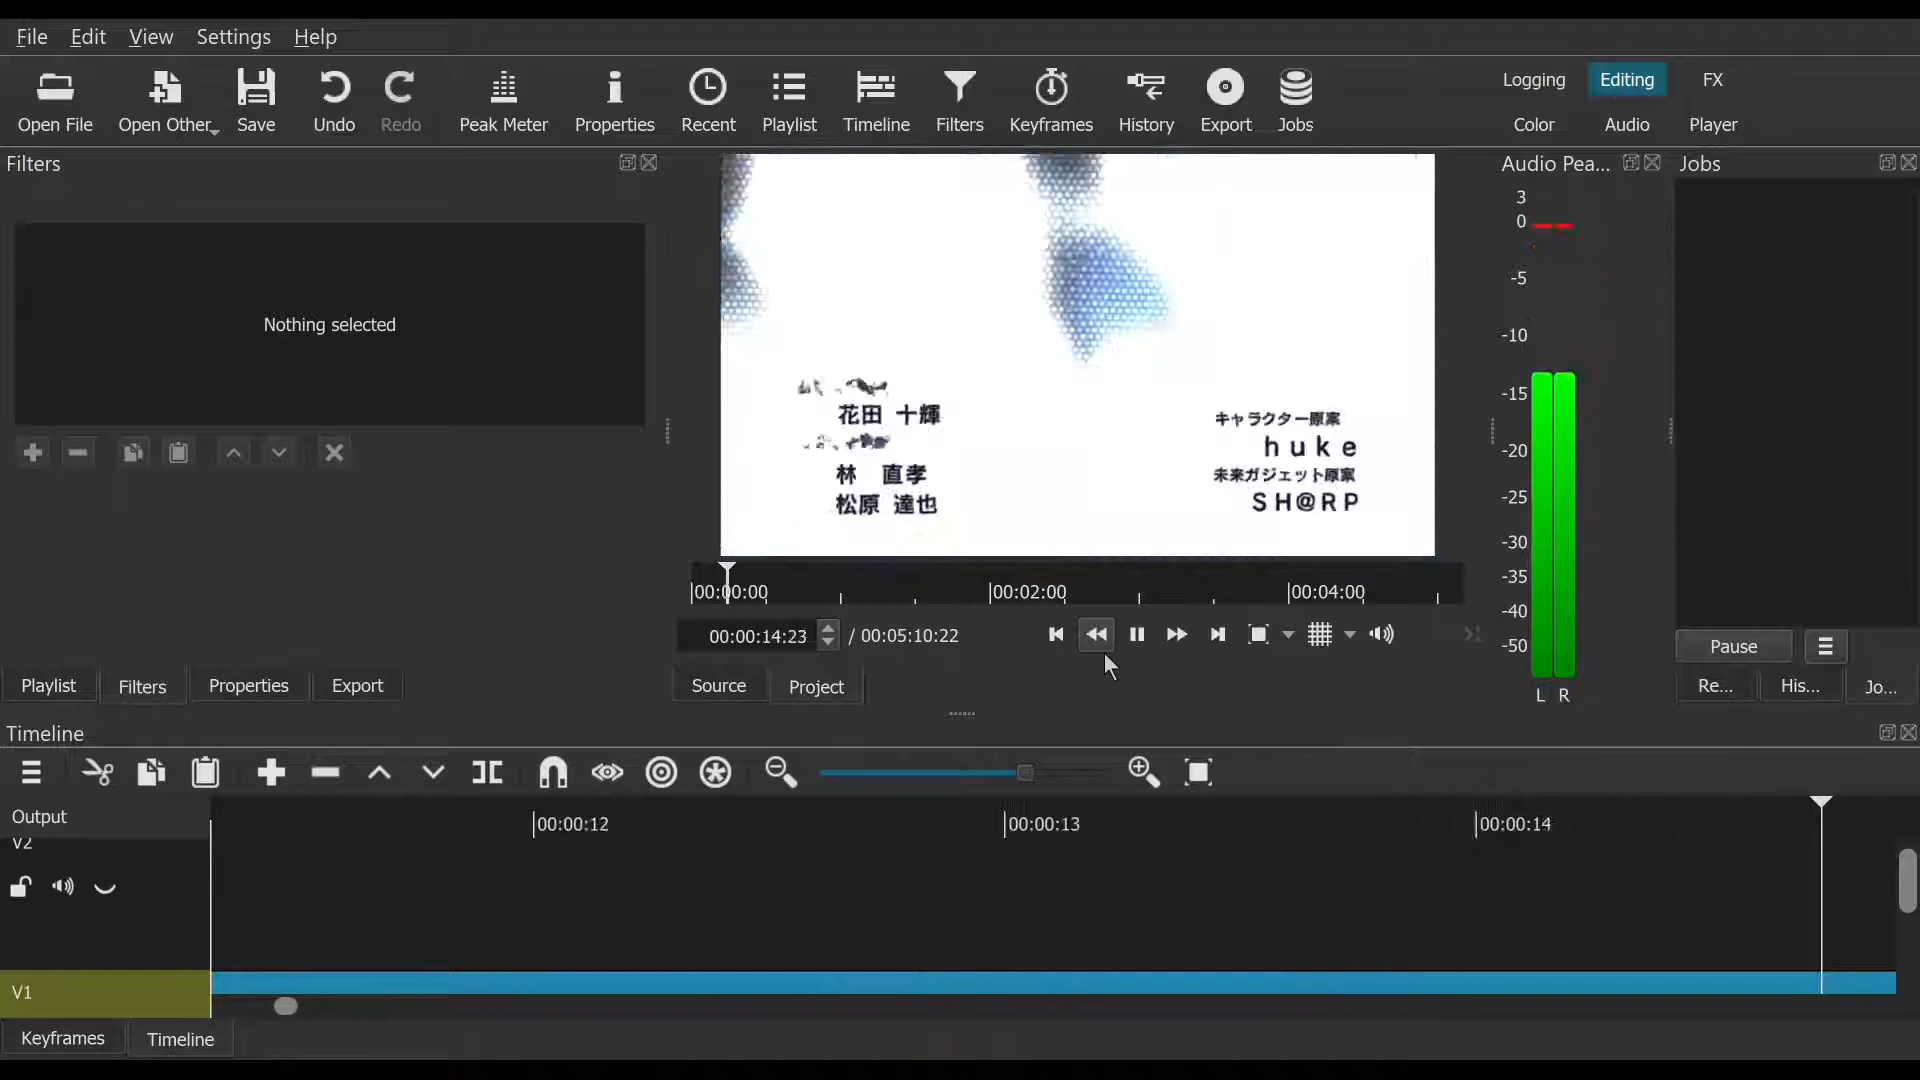 File Edit View Settings Help
Open File Open Other... Save Undo Redo Peak Meter Properties Recent Playlist Timeline Filters Keyframes History Export Jobs
Logging Editing FX
Color Audio Player
Filters
Nothing selected
花田 十輝
林 直孝
松原 達也
キャラクター原案
huke
未来ガジェット原案
SH@RP
00:00:00 00:02:00 00:04:00
00:00:14:23 / 00:05:10:22
Playlist Filters Properties Export
Source Project
Audio Pea...
3
0
-5
-10
-15
-20
-25
-30
-35
-40
-50
L R
Jobs
Pause
Re... His... Jo...
Timeline
Output
00:00:12 00:00:13 00:00:14
V2
V1
Keyframes Timeline